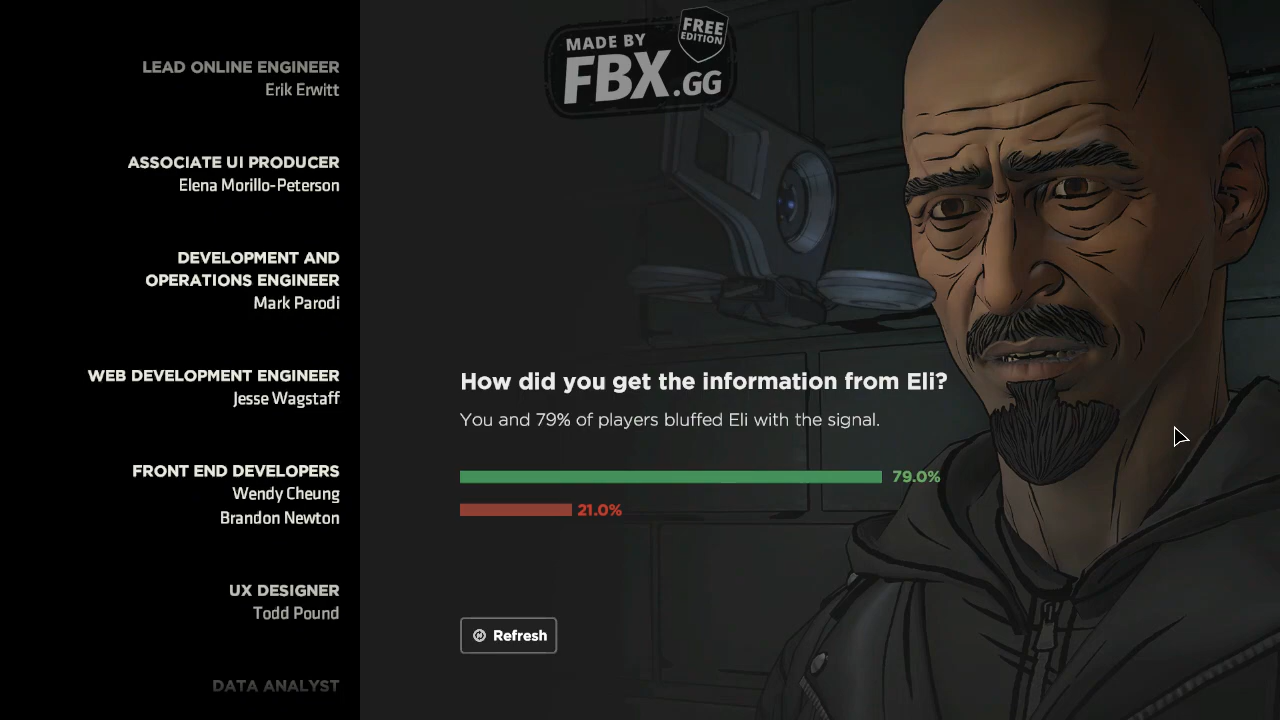 LEAD ONLINE ENGINEER
Erik Erwitt
ASSOCIATE UI PRODUCER
Elena Morillo-Peterson
DEVELOPMENT AND
OPERATIONS ENGINEER
Mark Parodi
WEB DEVELOPMENT ENGINEER
Jesse Wagstaff
FRONT END DEVELOPERS
Wendy Cheung
Brandon Newton
UX DESIGNER
Todd Pound
DATA ANALYST
MADE BY
FBX.GG
FREE
EDITION
How did you get the information from Eli?
You and 79% of players bluffed Eli with the signal.
79.0%
21.0%
Refresh